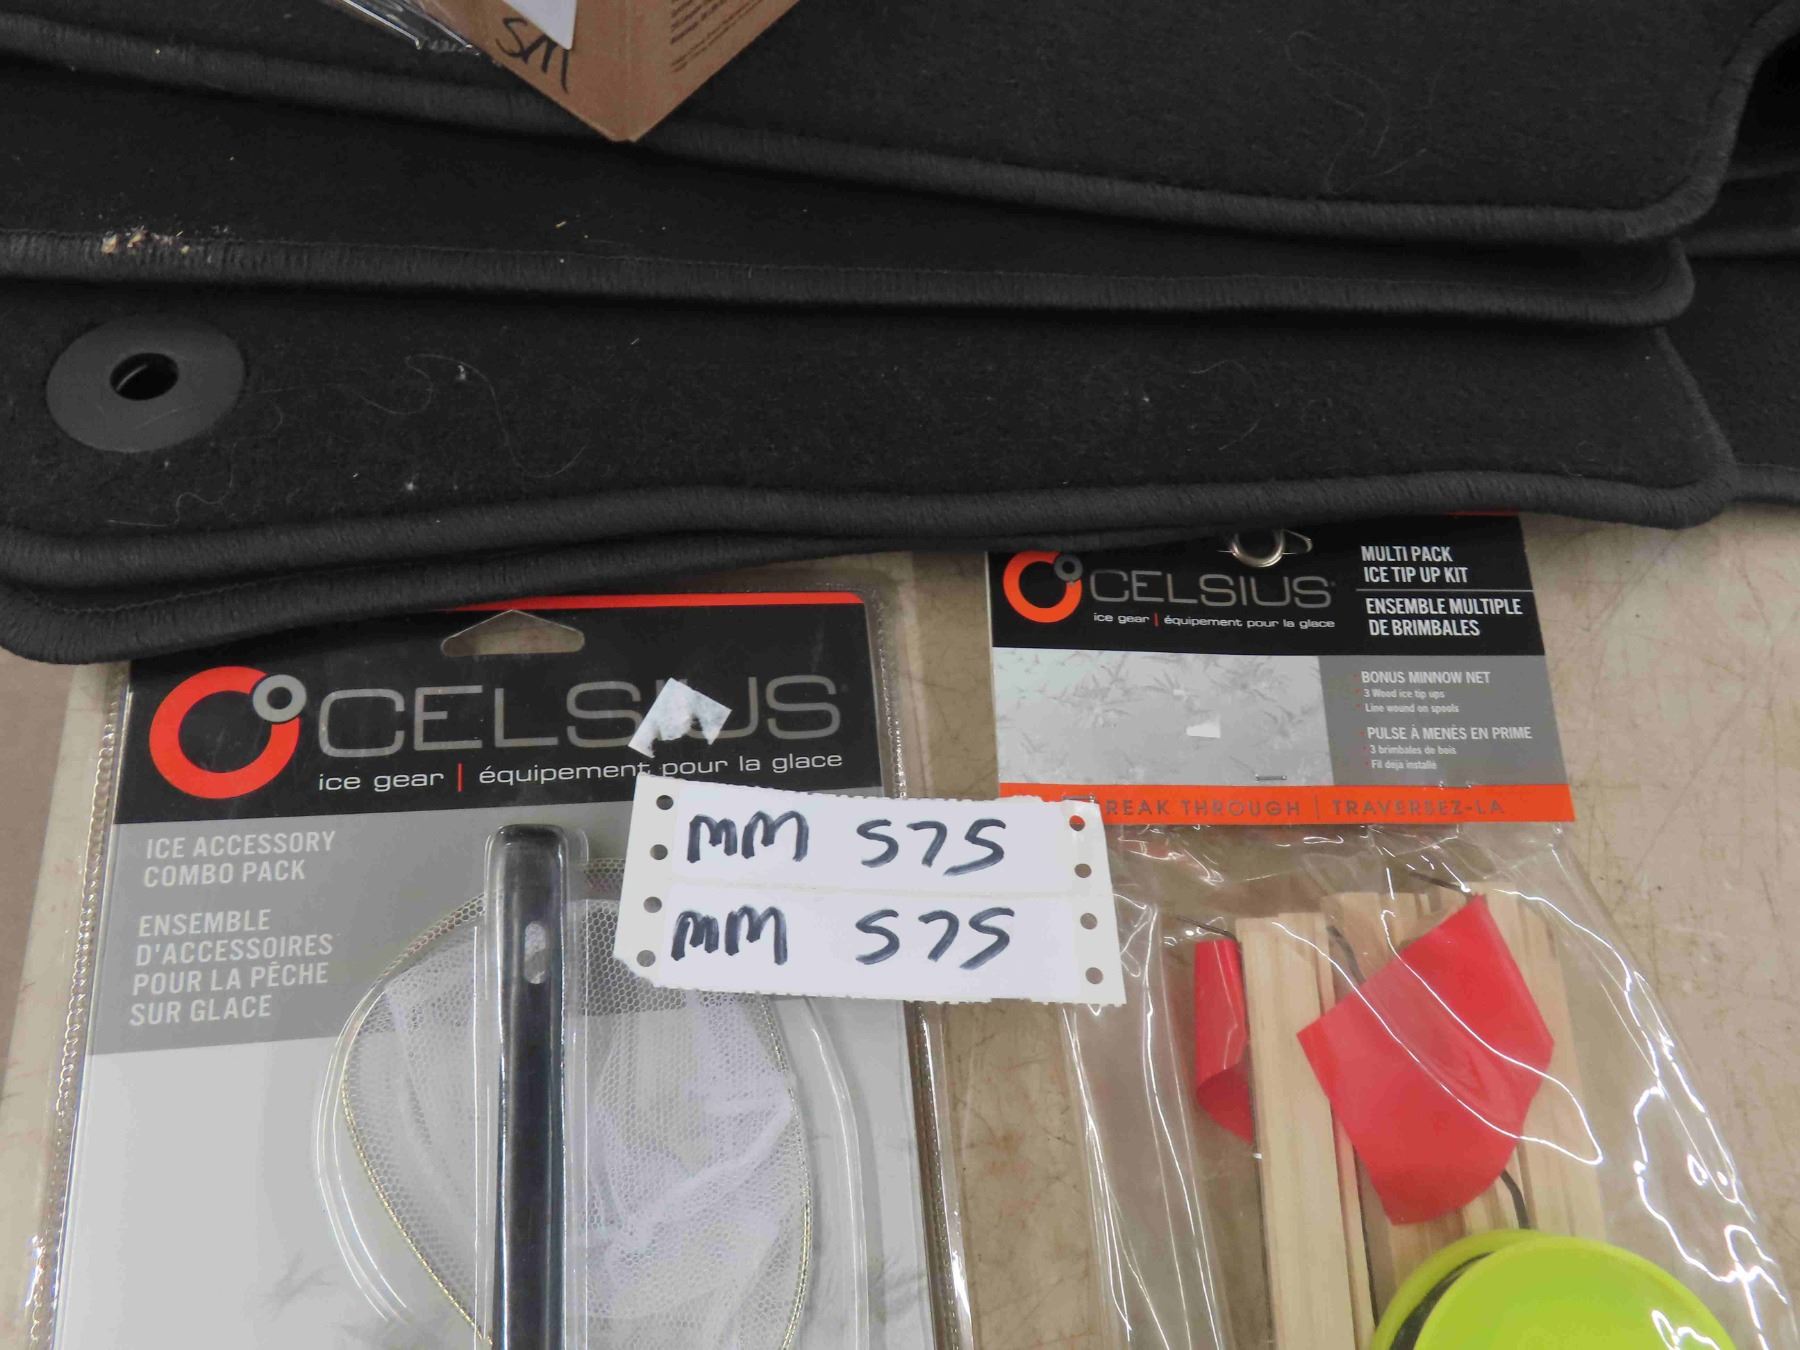 SM
CELSIUS
ice gear | équipement pour la glace
ICE ACCESSORY
COMBO PACK
ENSEMBLE
D'ACCESSOIRES
POUR LA PÊCHE
SUR GLACE
MM 575
MM 575
CELSIUS
ice gear | équipement pour la glace
MULTI PACK
ICE TIP UP KIT
ENSEMBLE MULTIPLE
DE BRIMBALES
BONUS MINNOW NET
3 Wood ice tip ups
Line wound on spools
PULSE À MENÉS EN PRIME
3 brimbales de bois
Fil deja installé
REAK THROUGH | TRAVERSEZ-LA